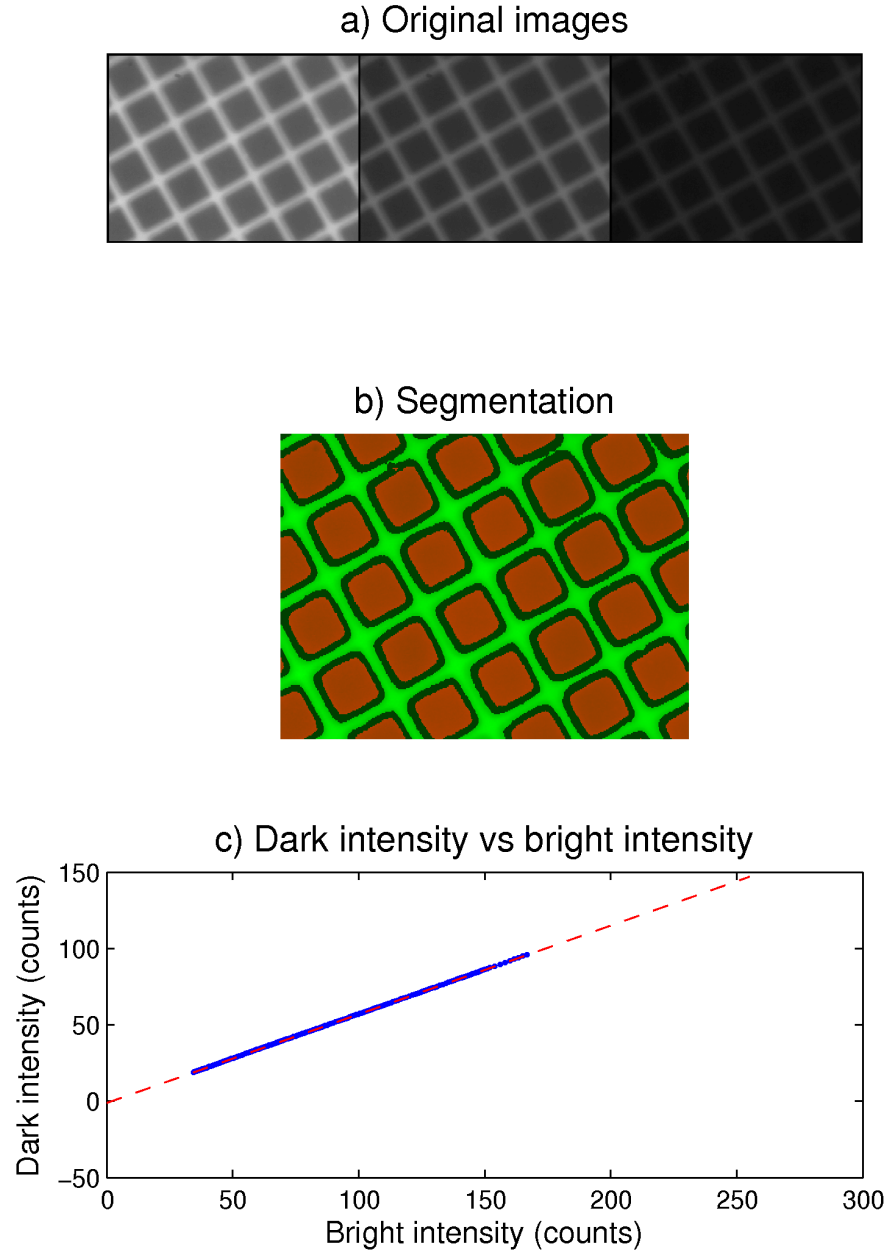 a) Original images
b) Segmentation
c) Dark intensity vs bright intensity
150
100
50
0
−50
Dark intensity (counts)
0 50 100 150 200 250 300
Bright intensity (counts)